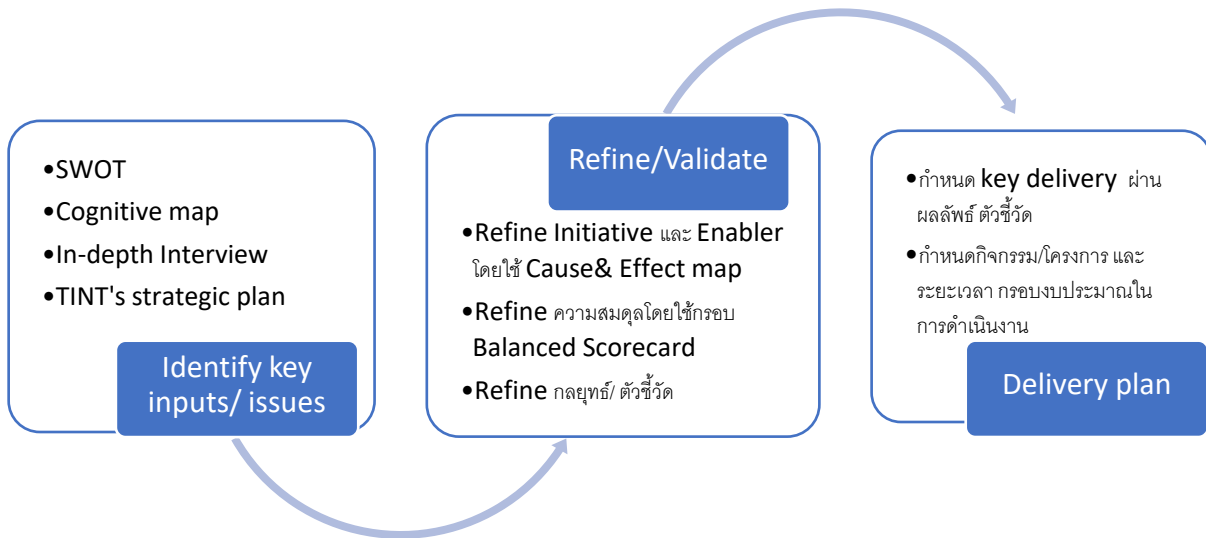 •SWOT
•Cognitive map
•In-depth Interview
•TINT's strategic plan
Identify key
inputs/ issues
Refine/Validate
•Refine Initiative และ Enabler
โดยใช้ Cause& Effect map
•Refine ความสมดุลโดยใช้กรอบ
Balanced Scorecard
•Refine กลยุทธ์/ ตัวชี้วัด
•กำหนด key delivery ผ่าน
ผลลัพธ์ ตัวชี้วัด
•กำหนดกิจกรรม/โครงการ และ
ระยะเวลา กรอบงบประมาณใน
การดำเนินงาน
Delivery plan